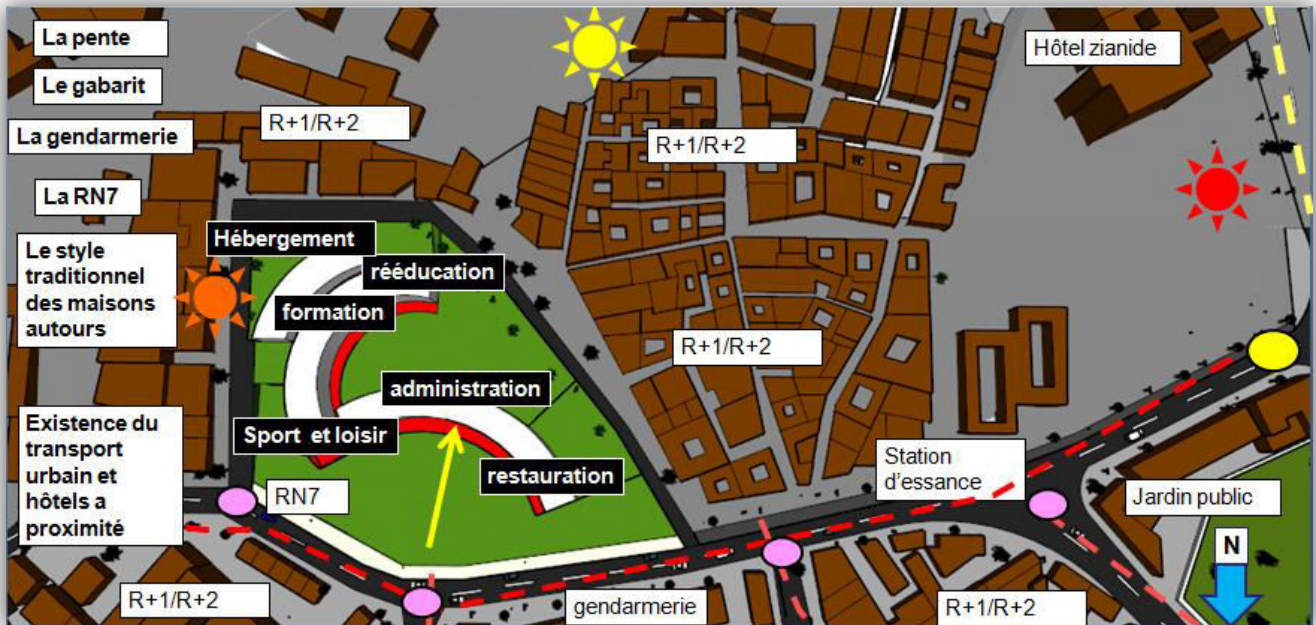 La pente
Le gabarit
La gendarmerie
La RN7
Le style
traditionnel
des maisons
autours
Existence du
transport
urbain et
hôtels a
proximité
R+1/R+2
R+1/R+2
Hôtel zianide
Hébergement
rééducation
formation
R+1/R+2
administration
Sport et loisir
restauration
RN7
Station
d'essance
Jardin public
N
R+1/R+2
gendarmerie
R+1/R+2